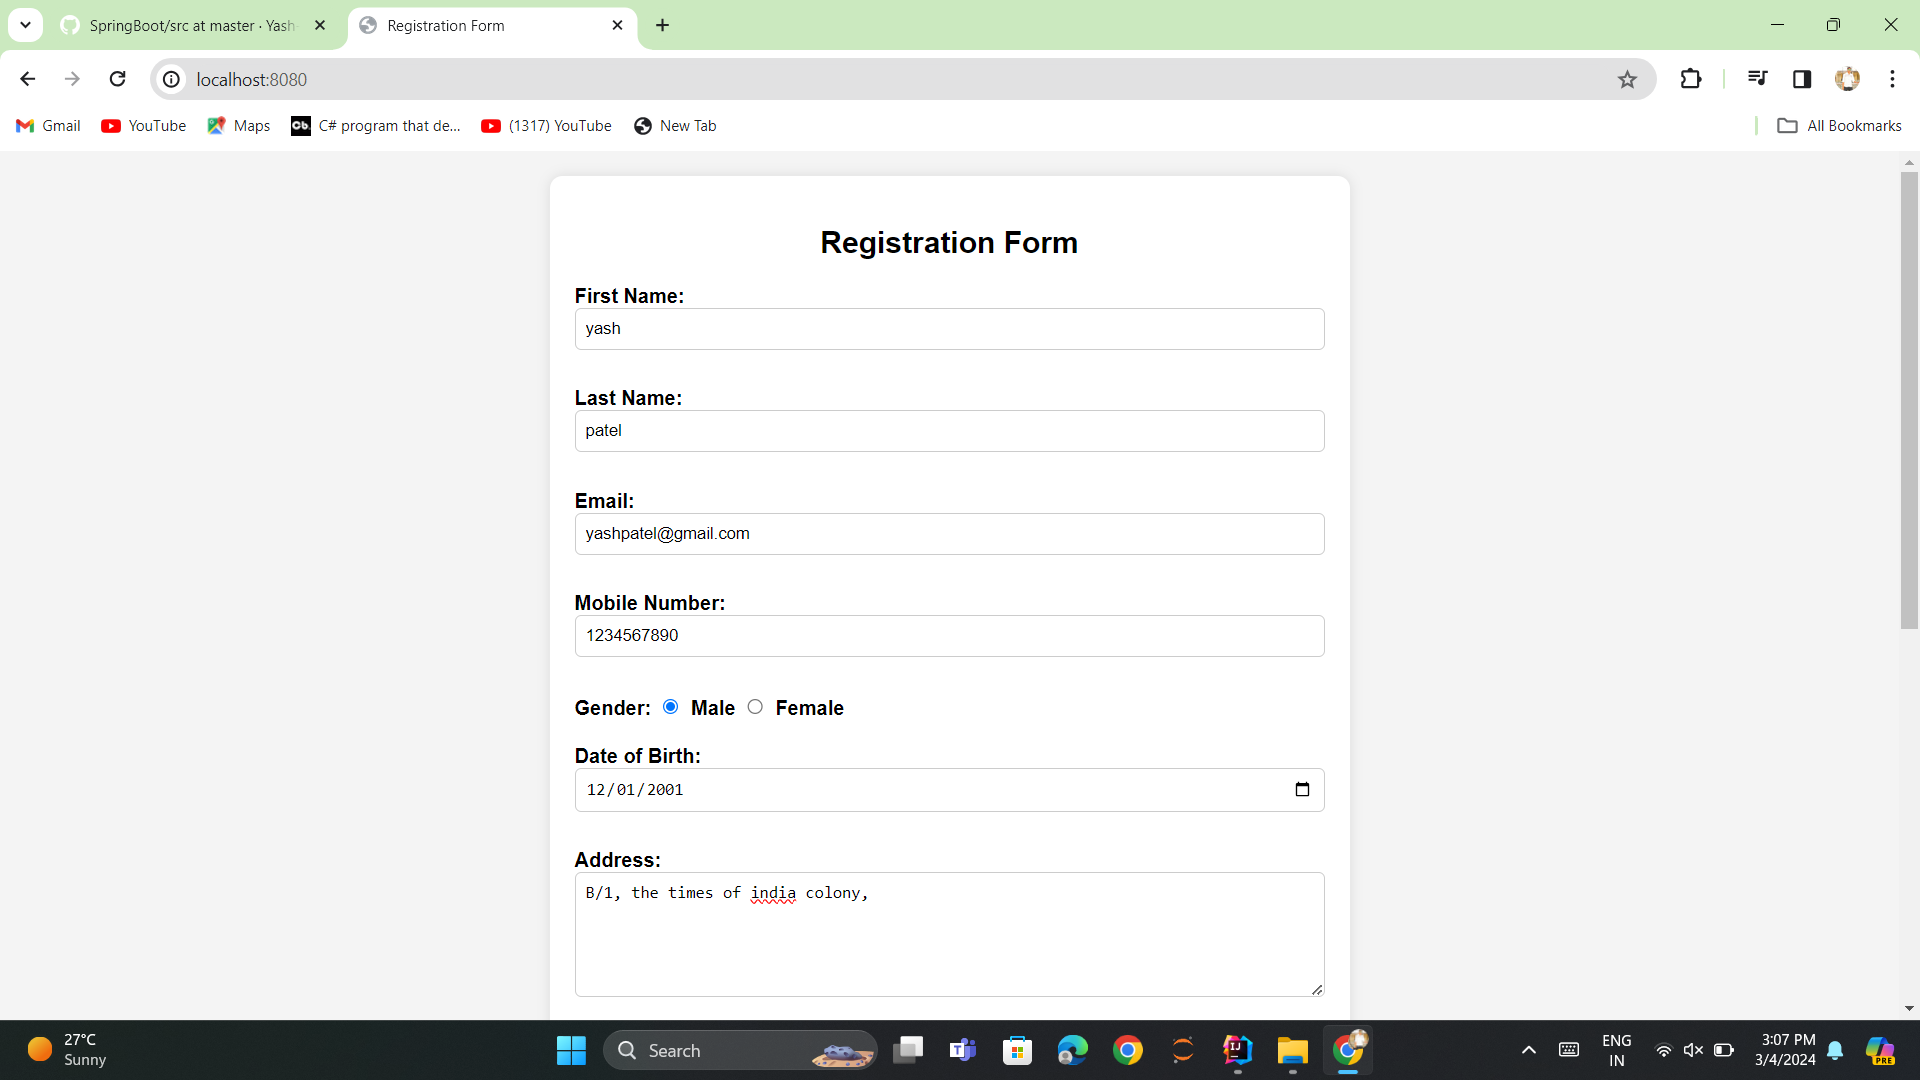 SpringBoot/src at master · Yash-
Registration Form
localhost:8080
Gmail
YouTube
Maps
Cb.
C# program that de...
(1317) YouTube
New Tab
All Bookmarks
Registration Form
First Name:
yash
Last Name:
patel
Email:
yashpatel@gmail.com
Mobile Number:
1234567890
Gender: Male Female
Date of Birth:
12/01/2001
Address:
B/1, the times of india colony,
27°C
Sunny
Search
ENG
IN
3:07 PM
3/4/2024
PRE